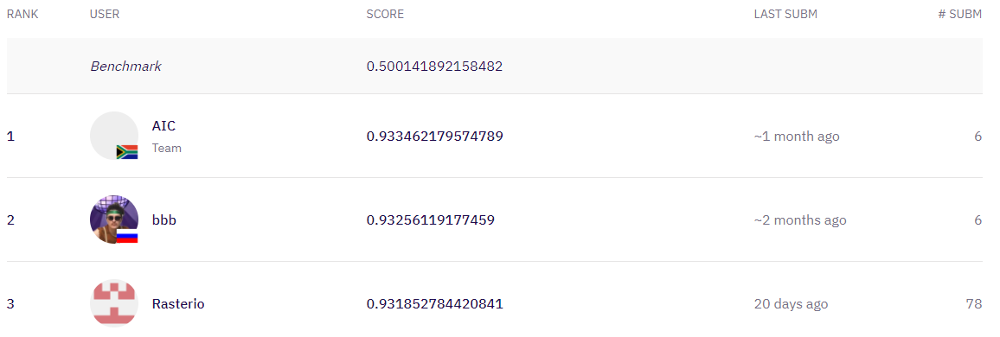 RANK USER SCORE LAST SUBM # SUBM
Benchmark 0.500141892158482
1 AIC Team 0.933462179574789 ~1 month ago 6
2 bbb 0.93256119177459 ~2 months ago 6
3 Rasterio 0.931852784420841 20 days ago 78